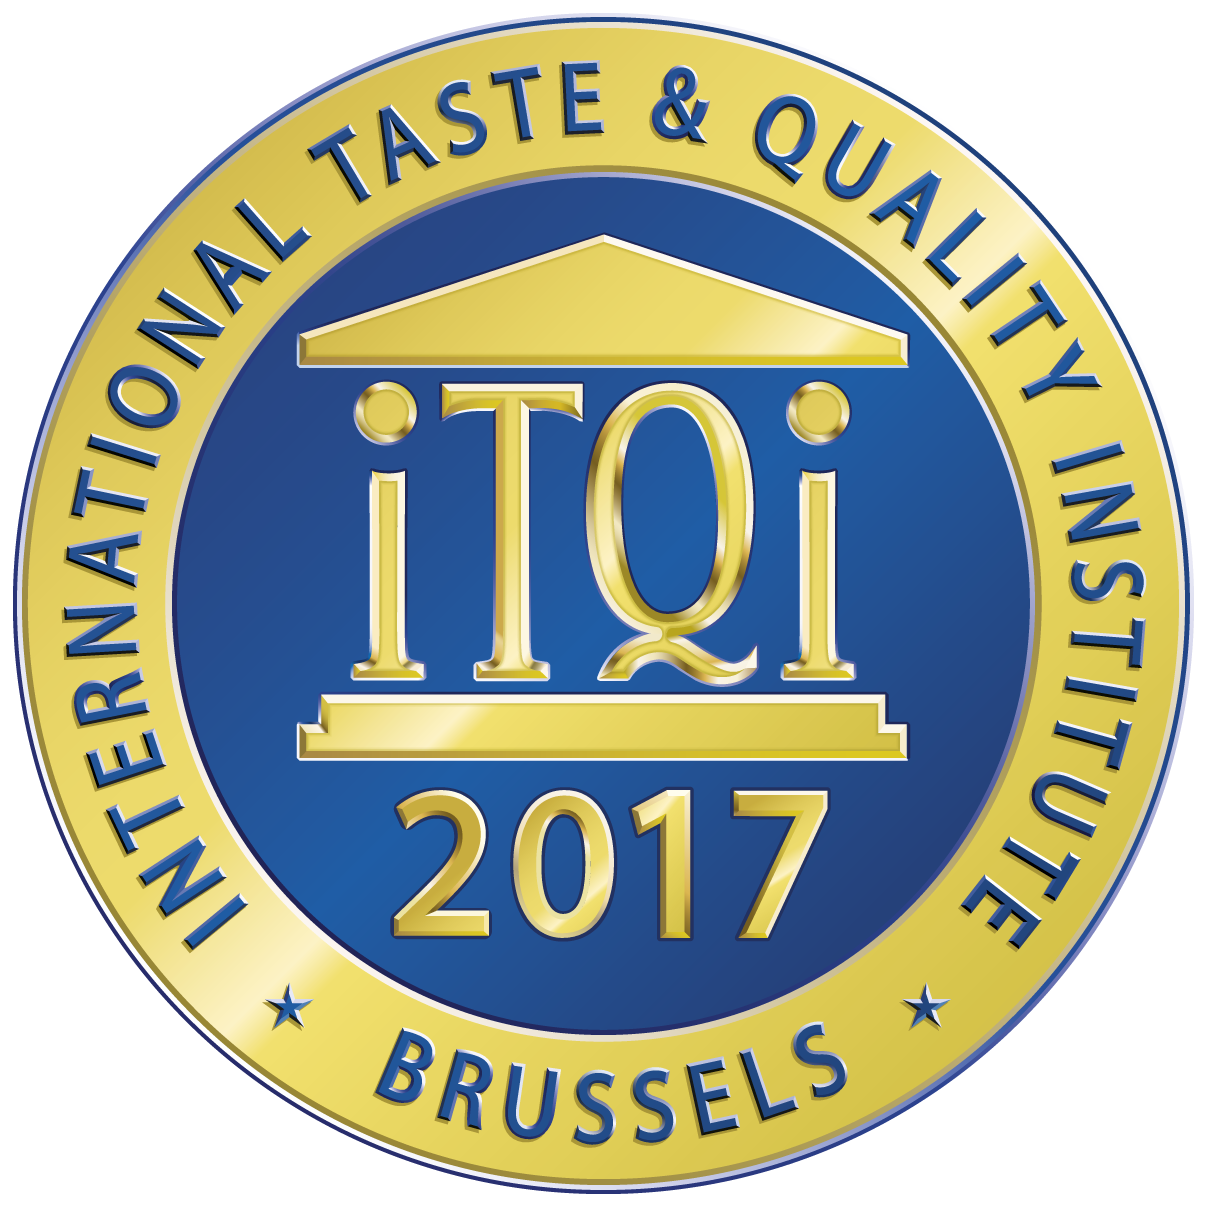 INTERNATIONAL TASTE & QUALITY INSTITUTE
iTQi
2017
BRUSSELS